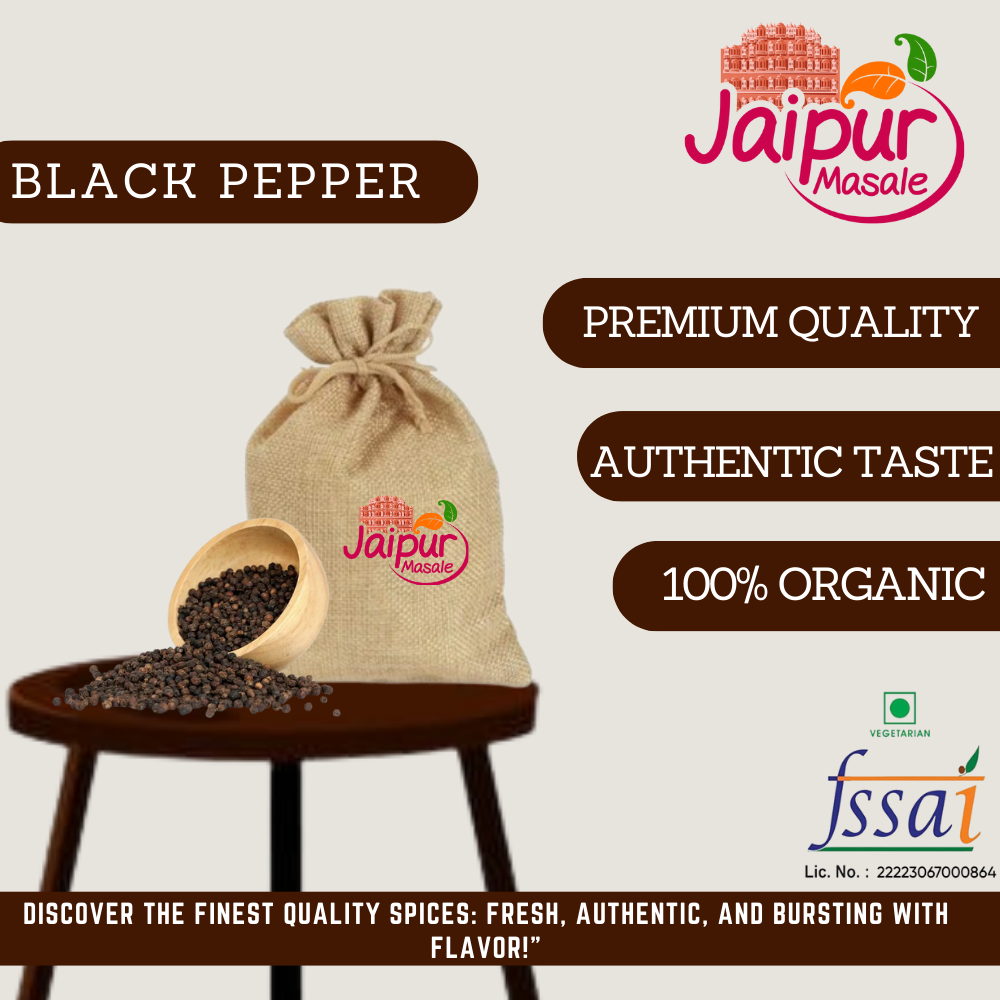 Jaipur
Masale
BLACK PEPPER
PREMIUM QUALITY
AUTHENTIC TASTE
100% ORGANIC
Jaipur
Masale
VEGETARIAN
fssai
Lic. No. : 22223067000864
DISCOVER THE FINEST QUALITY SPICES: FRESH, AUTHENTIC, AND BURSTING WITH
FLAVOR!”